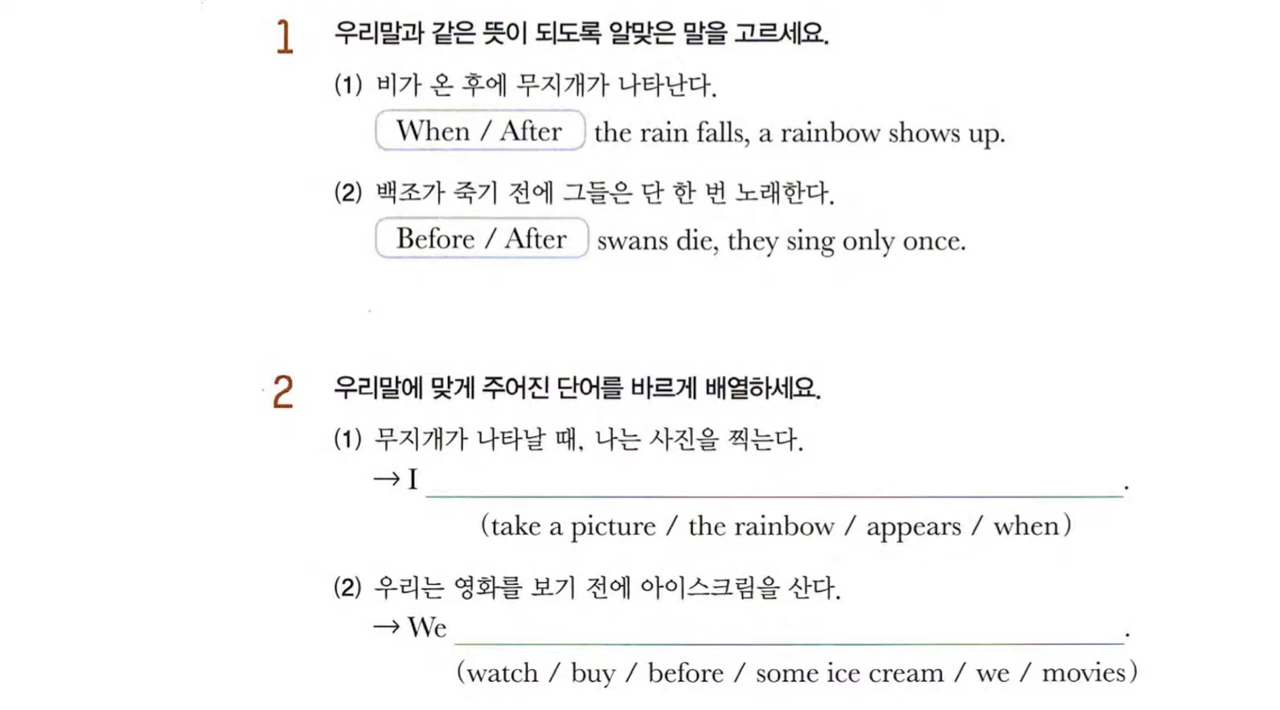 1 우리말과 같은 뜻이 되도록 알맞은 말을 고르세요.
(1) 비가 온 후에 무지개가 나타난다.
When / After the rain falls, a rainbow shows up.
(2) 백조가 죽기 전에 그들은 단 한 번 노래한다.
Before / After swans die, they sing only once.
2 우리말에 맞게 주어진 단어를 바르게 배열하세요.
(1) 무지개가 나타날 때, 나는 사진을 찍는다.
→ I .
(take a picture / the rainbow / appears / when)
(2) 우리는 영화를 보기 전에 아이스크림을 산다.
→ We .
(watch / buy / before / some ice cream / we / movies)